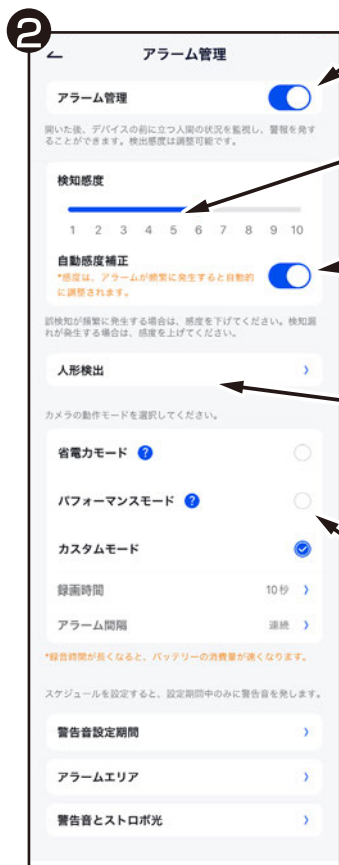 2
アラーム管理
アラーム管理
開いた後、デバイスの前に立つ人間の状況を監視し、警報を発す
ることができます。検出感度は調整可能です。
検知感度
1 2 3 4 5 6 7 8 9 10
自動感度補正
*感度は、アラームが頻繁に発生すると自動的
に調整されます。
誤検知が頻繁に発生する場合は、感度を下げてください。検知漏
れが発生する場合は、感度を上げてください。
人形検出
カメラの動作モードを選択してください。
省電力モード ?
パフォーマンスモード ?
カスタムモード
録画時間 10秒
アラーム間隔 連続
*録音時間が長くなると、バッテリーの消費量が速くなります。
スケジュールを設定すると、設定期間中のみに警告音を発します。
警告音設定期間
アラームエリア
警告音とストロボ光